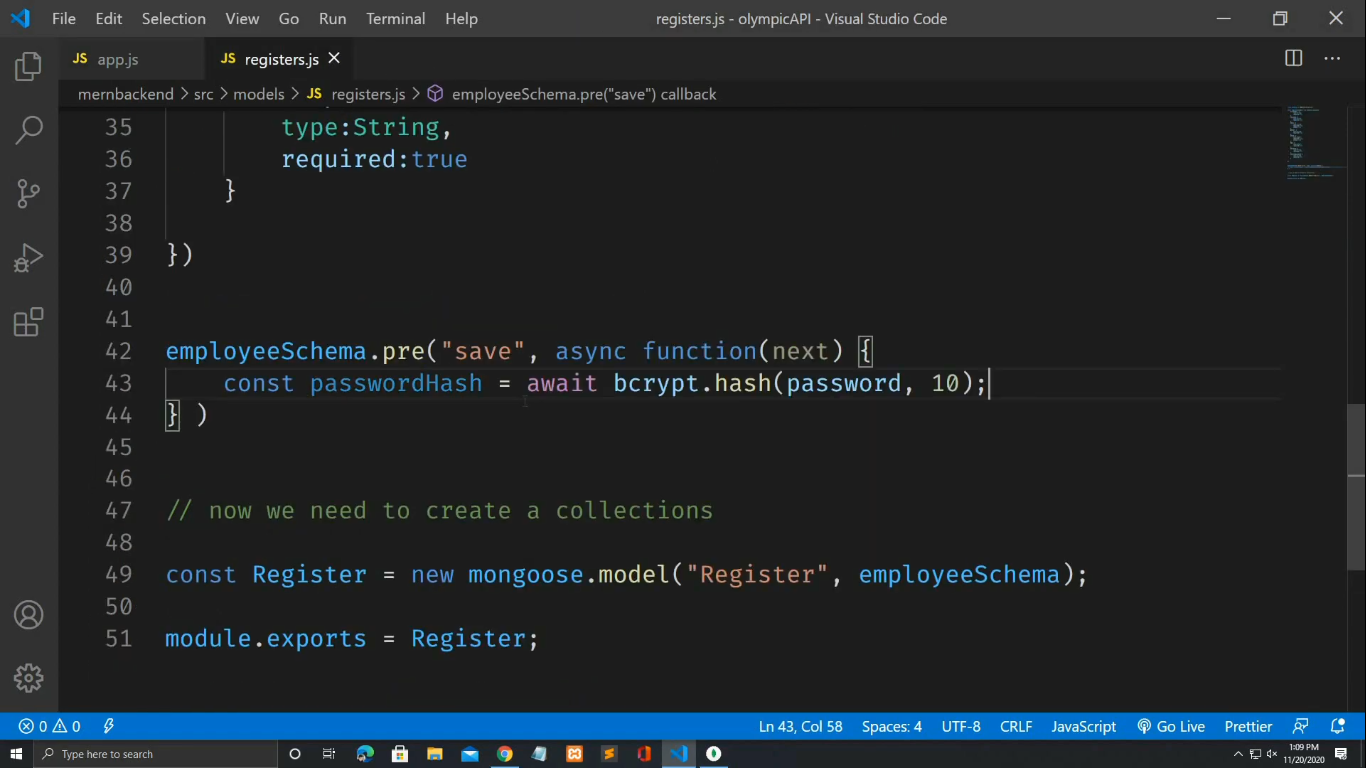 File Edit Selection View Go Run Terminal Help registers.js - olympicAPI - Visual Studio Code
JS app.js JS registers.js
mernbackend > src > models > JS registers.js > employeeSchema.pre("save") callback
35 type:String,
36 required:true
37 }
38
39 })
40
41
42 employeeSchema.pre("save", async function(next) {
43 const passwordHash = await bcrypt.hash(password, 10);
44 } )
45
46
47 // now we need to create a collections
48
49 const Register = new mongoose.model("Register", employeeSchema);
50
51 module.exports = Register;
0 0 Ln 43, Col 58 Spaces: 4 UTF-8 CRLF JavaScript Go Live Prettier
Type here to search 1:09 PM
11/20/2020